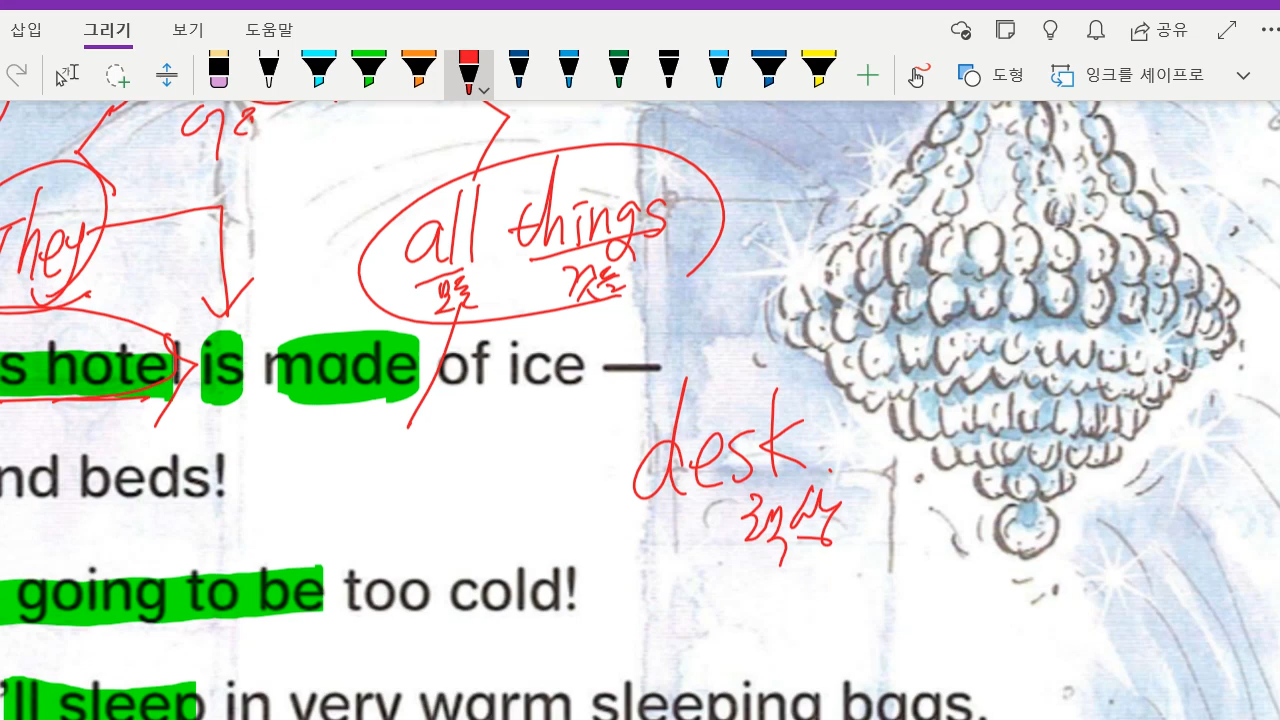 삽입 그리기 보기 도움말 공유
도형 잉크를 셰이프로
They all things
모든 것들
s hotel is made of ice —
desk.
책상
nd beds!
going to be too cold!
'll sleep in very warm sleeping bags.